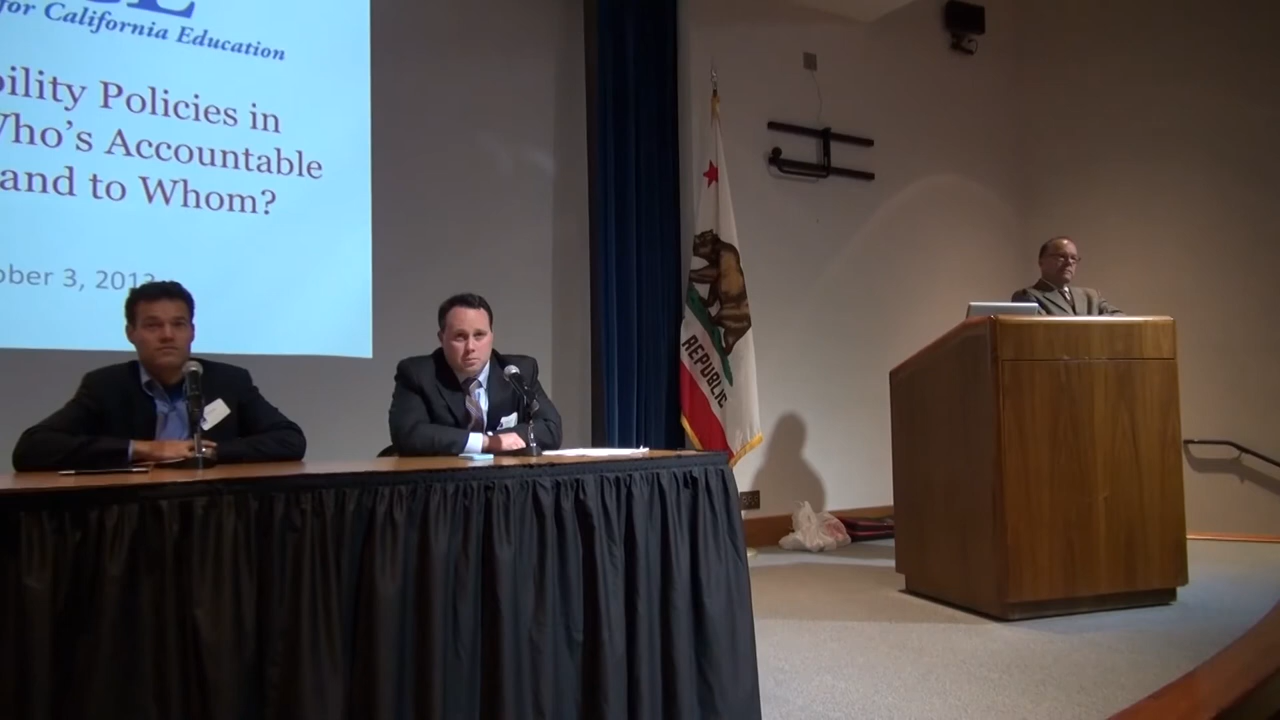 for California Education
bility Policies in
Who's Accountable
and to Whom?
ober 3, 2013
REPUBLIC